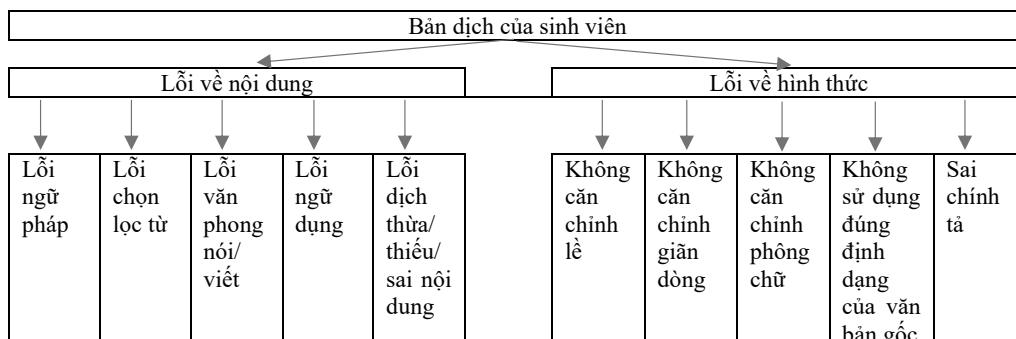 Bản dịch của sinh viên
Lỗi về nội dung
Lỗi về hình thức
Lỗi
ngữ
pháp
Lỗi
chọn
lọc từ
Lỗi
văn
phong
nói/
viết
Lỗi
ngữ
dụng
Lỗi
dịch
thừa/
thiếu/
sai nội
dung
Không
căn
chỉnh
lề
Không
căn
chỉnh
giãn
dòng
Không
căn
chỉnh
phông
chữ
Không
sử dụng
đúng
định
dạng
của văn
bản gốc
Sai
chính
tả